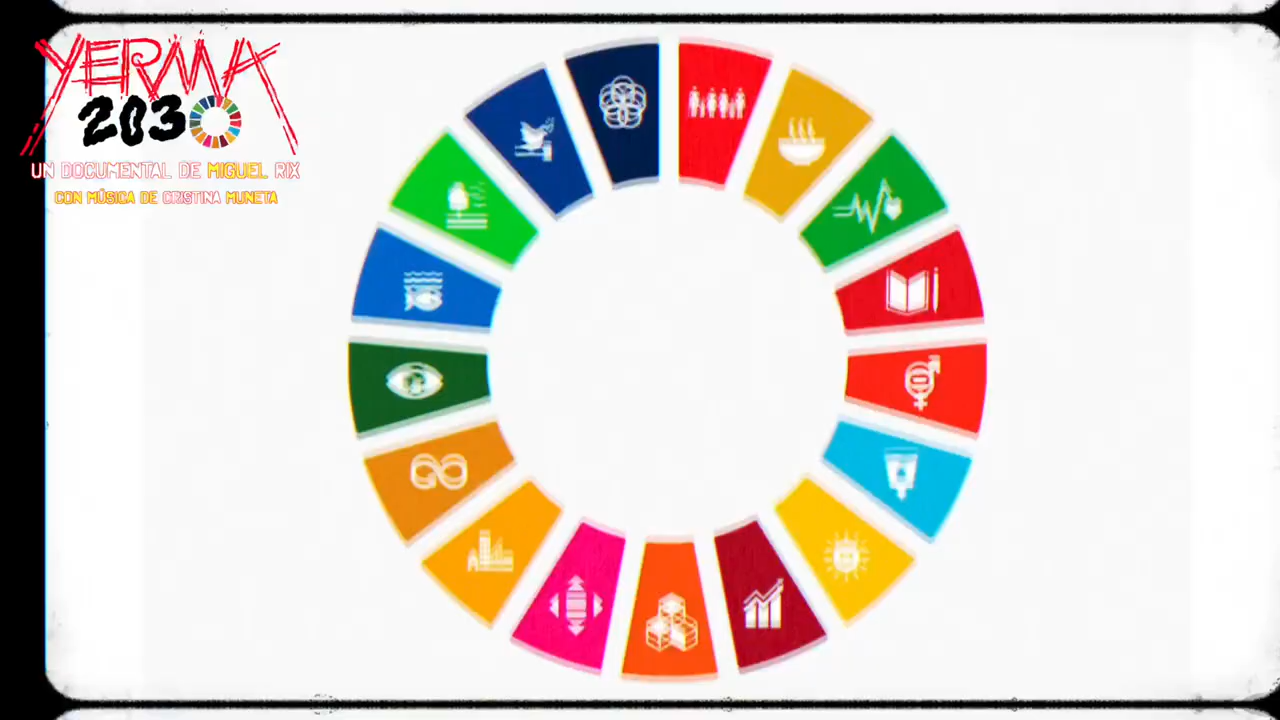 YERMA
2030
UN DOCUMENTAL DE MIGUEL RIX
CON MÚSICA DE CRISTINA MUNETA